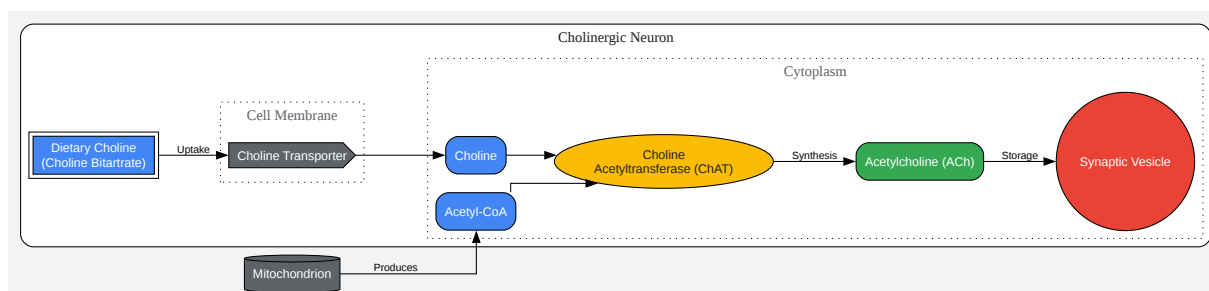 Cholinergic Neuron
Cytoplasm
Cell Membrane
Dietary Choline
(Choline Bitartrate)
Uptake
Choline Transporter
Choline
Choline
Acetyltransferase (ChAT)
Synthesis
Acetylcholine (ACh)
Storage
Synaptic Vesicle
Acetyl-CoA
Mitochondrion
Produces